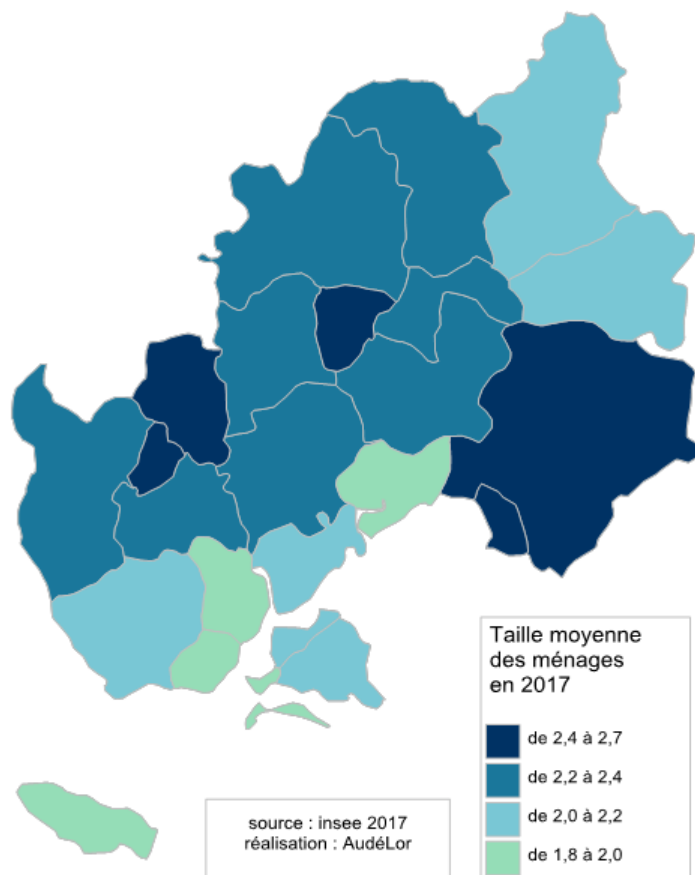 Taille moyenne
des ménages
en 2017
de 2,4 à 2,7
de 2,2 à 2,4
de 2,0 à 2,2
de 1,8 à 2,0
source : insee 2017
réalisation : AudéLor